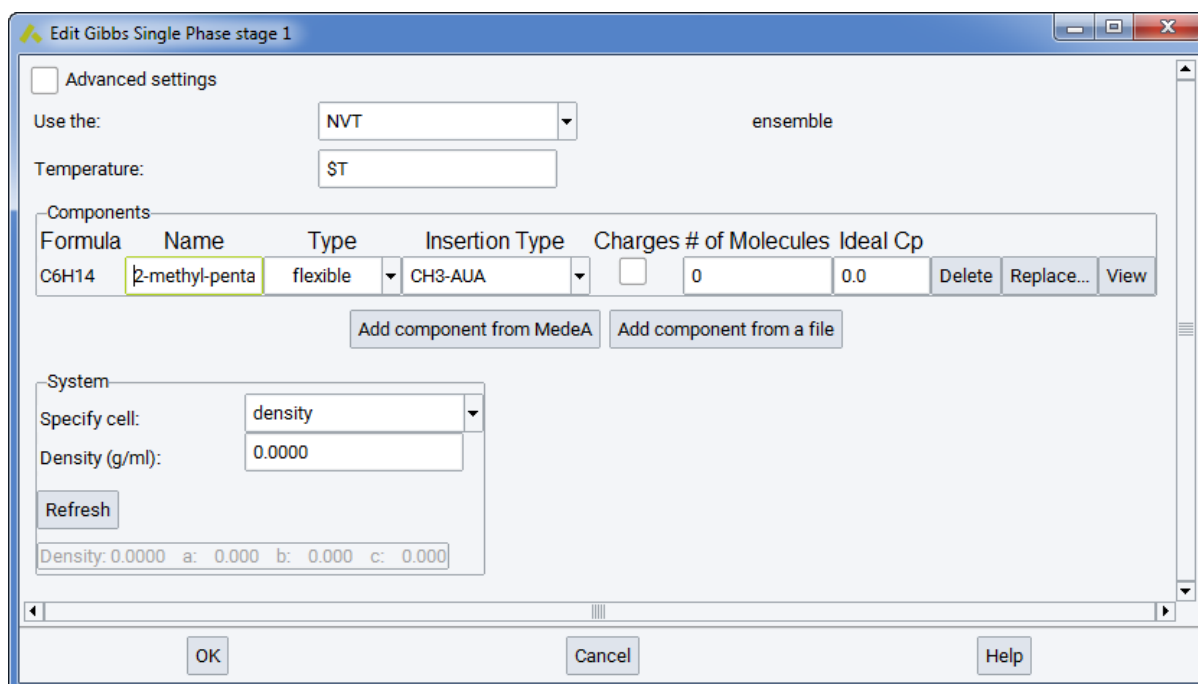 Edit Gibbs Single Phase stage 1
Advanced settings
Use the: NVT ensemble
Temperature: $T
Components
Formula Name Type Insertion Type Charges # of Molecules Ideal Cp
C6H14 2-methyl-penta flexible CH3-AUA 0 0.0 Delete Replace... View
Add component from MedeA Add component from a file
System
Specify cell: density
Density (g/ml): 0.0000
Refresh
Density: 0.0000 a: 0.000 b: 0.000 c: 0.000
OK Cancel Help